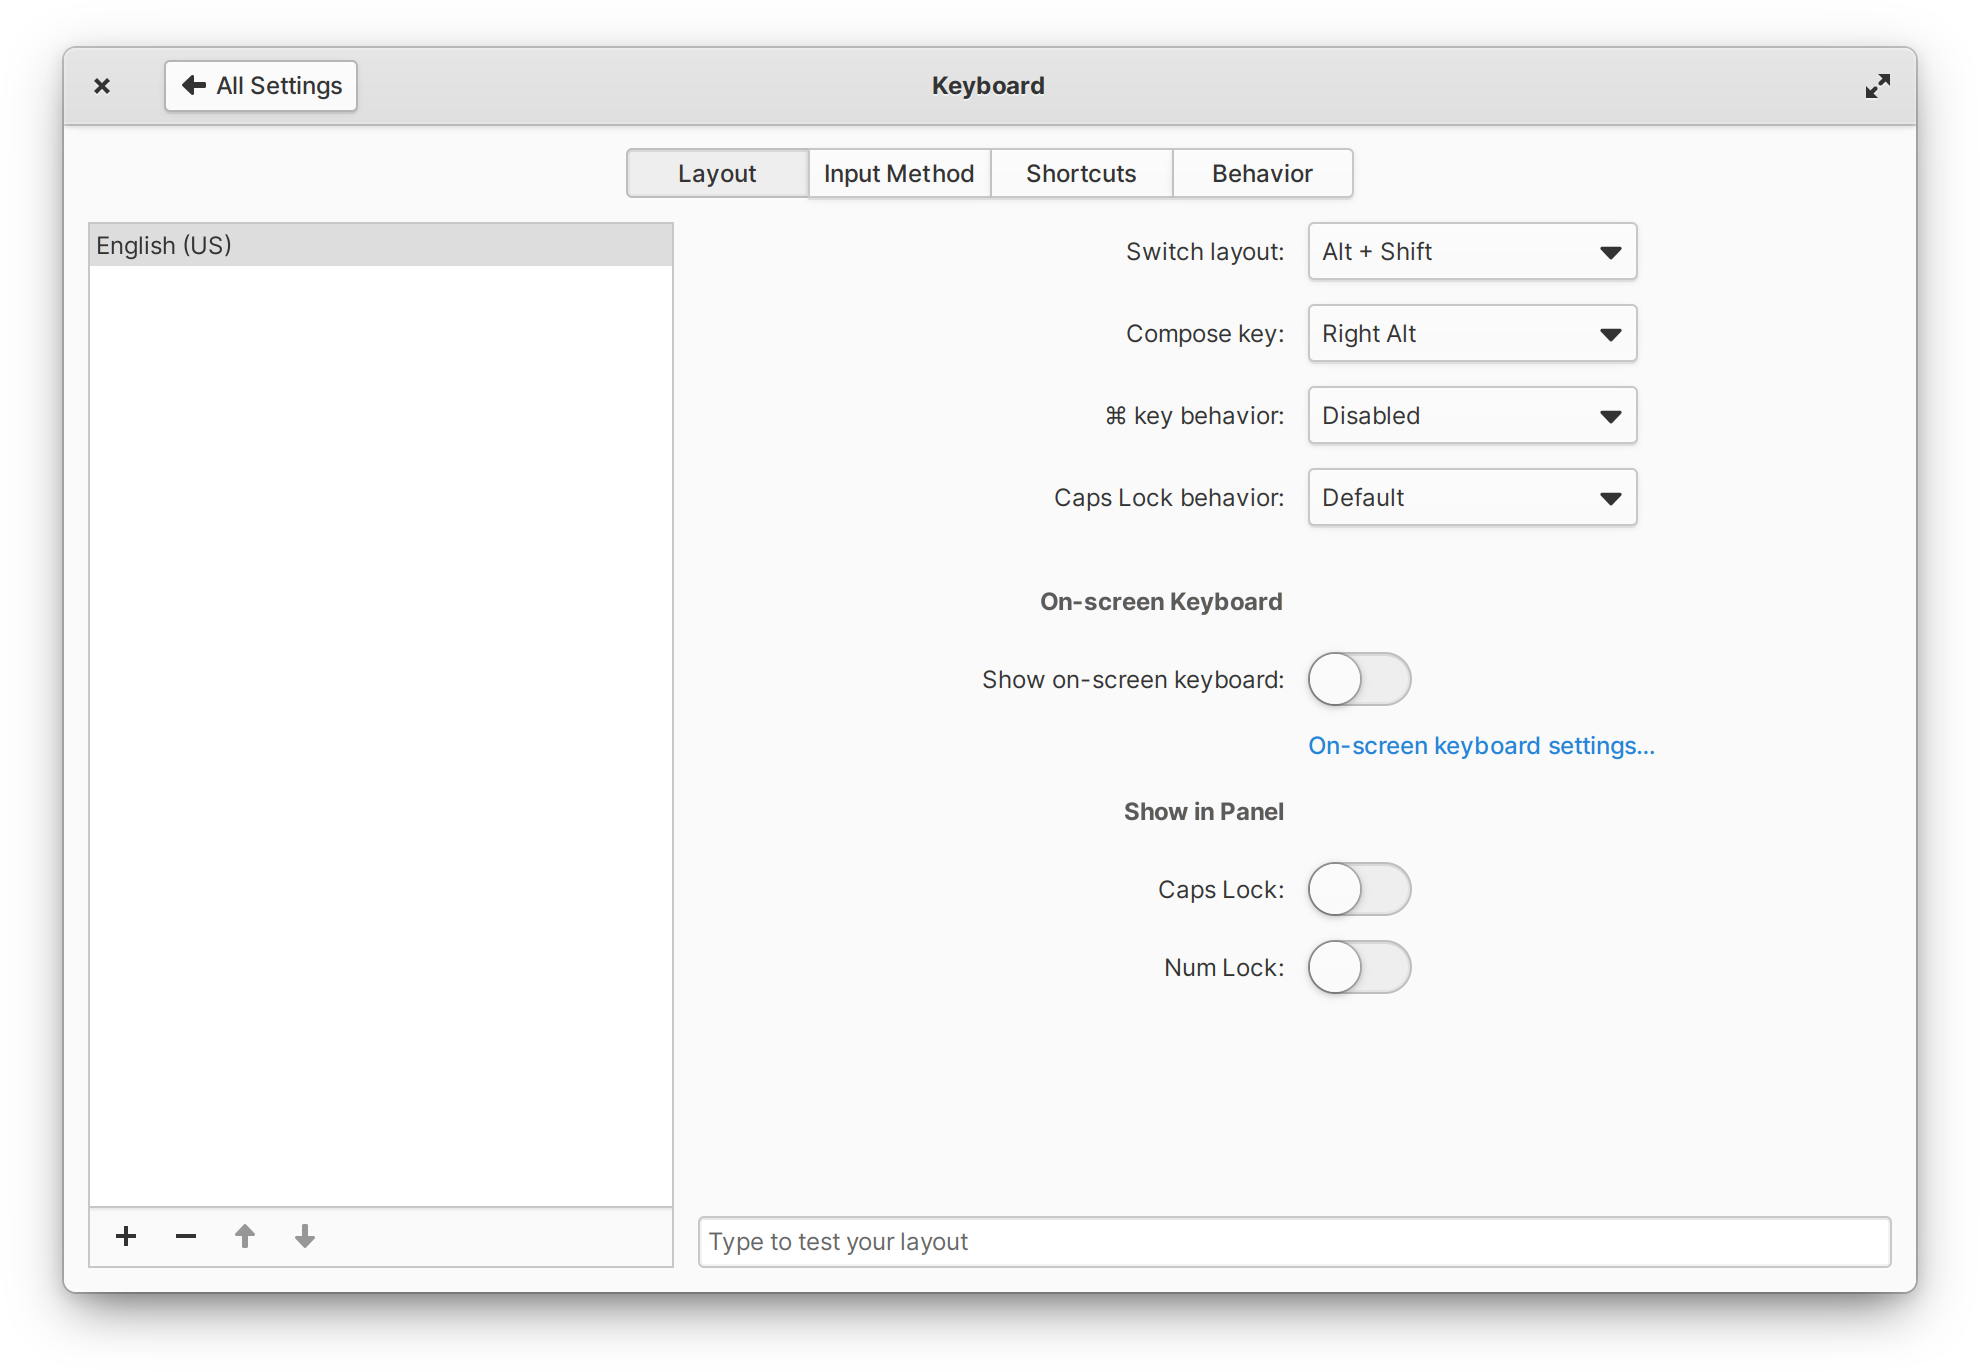 All Settings
Keyboard
Layout
Input Method
Shortcuts
Behavior
English (US)
Switch layout:
Alt + Shift
Compose key:
Right Alt
⌘ key behavior:
Disabled
Caps Lock behavior:
Default
On-screen Keyboard
Show on-screen keyboard:
On-screen keyboard settings...
Show in Panel
Caps Lock:
Num Lock:
Type to test your layout